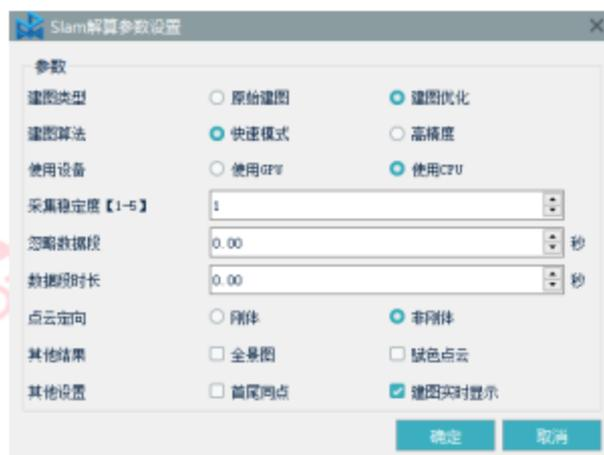 Slam解算参数设置
参数
建图类型 原始建图 建图优化
建图算法 快速模式 高精度
使用设备 使用GPU 使用CPU
采集稳定度【1-5】 1
忽略数据段 0.00 秒
数据段时长 0.00 秒
点云定向 刚体 非刚体
其他结果 全景图 赋色点云
其他设置 首尾同点 建图实时显示
确定 取消